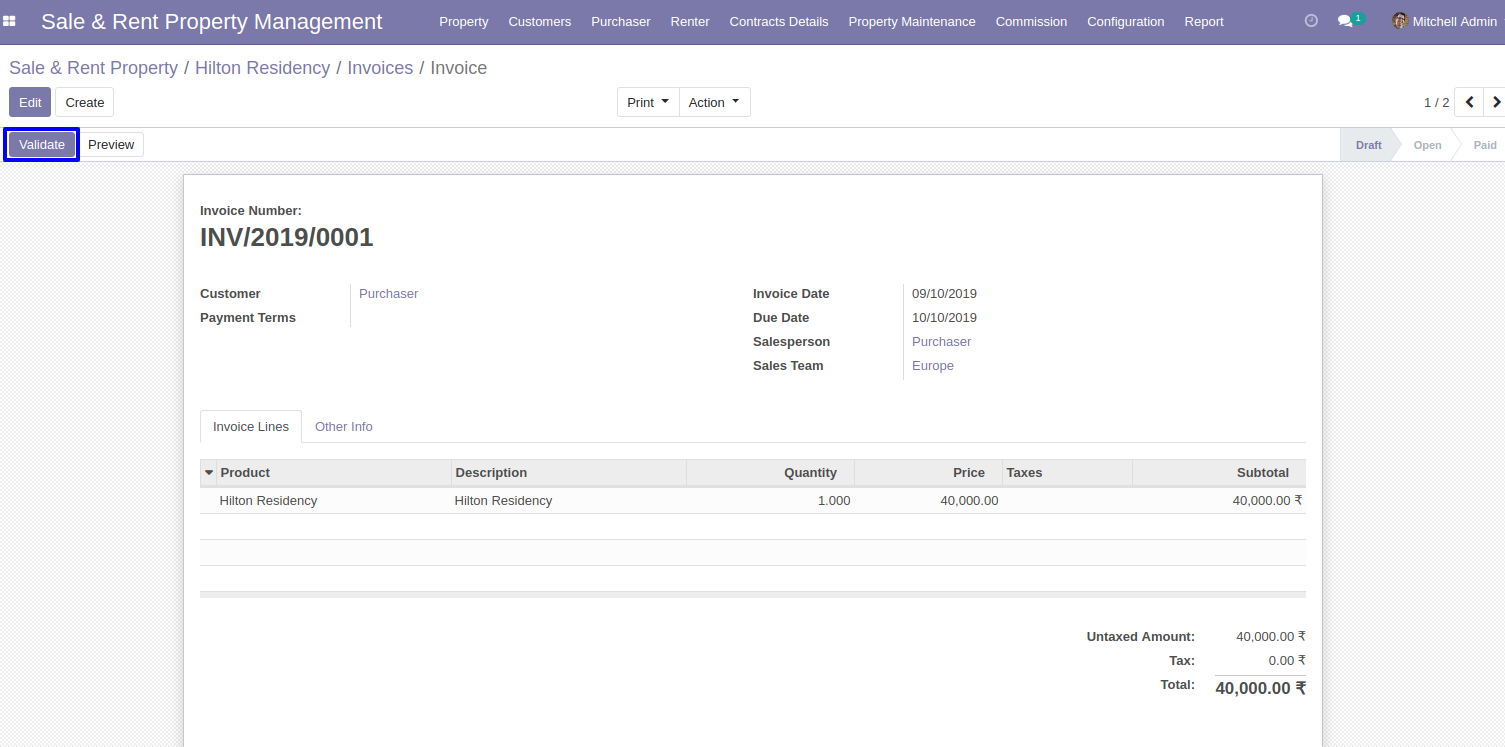 Sale & Rent Property Management Property Customers Purchaser Renter Contracts Details Property Maintenance Commission Configuration Report 1 Mitchell Admin
Sale & Rent Property / Hilton Residency / Invoices / Invoice
Edit Create Print Action 1 / 2
Validate Preview Draft Open Paid
Invoice Number:
INV/2019/0001
Customer Purchaser Invoice Date 09/10/2019
Payment Terms Due Date 10/10/2019
Salesperson Purchaser
Sales Team Europe
Invoice Lines Other Info
Product Description Quantity Price Taxes Subtotal
Hilton Residency Hilton Residency 1.000 40,000.00 40,000.00 ₹
Untaxed Amount: 40,000.00 ₹
Tax: 0.00 ₹
Total: 40,000.00 ₹